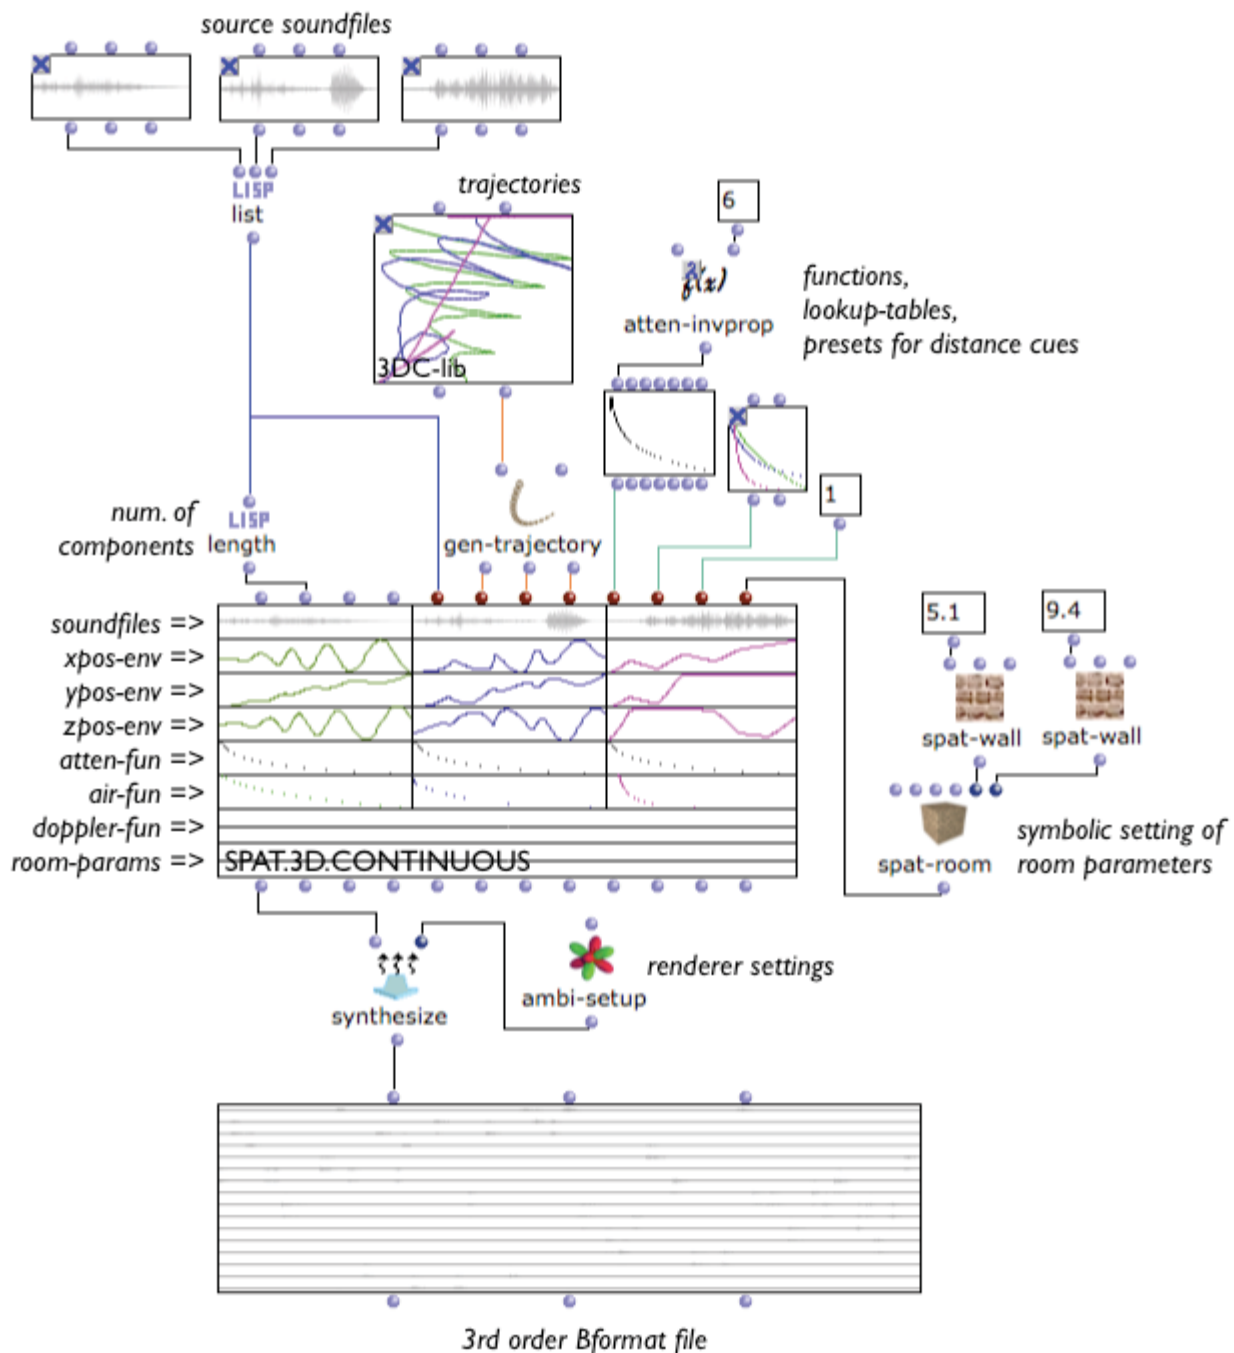 source soundfiles
LISP
list
trajectories
3DC-lib
6
f(x)
atten-invprop
functions,
lookup-tables,
presets for distance cues
1
num. of
components
LISP
length
gen-trajectory
soundfiles =>
xpos-env =>
ypos-env =>
zpos-env =>
atten-fun =>
air-fun =>
doppler-fun =>
room-params =>
SPAT.3D.CONTINUOUS
5.1
9.4
spat-wall
spat-wall
spat-room
symbolic setting of
room parameters
synthesize
ambi-setup
renderer settings
3rd order Bformat file